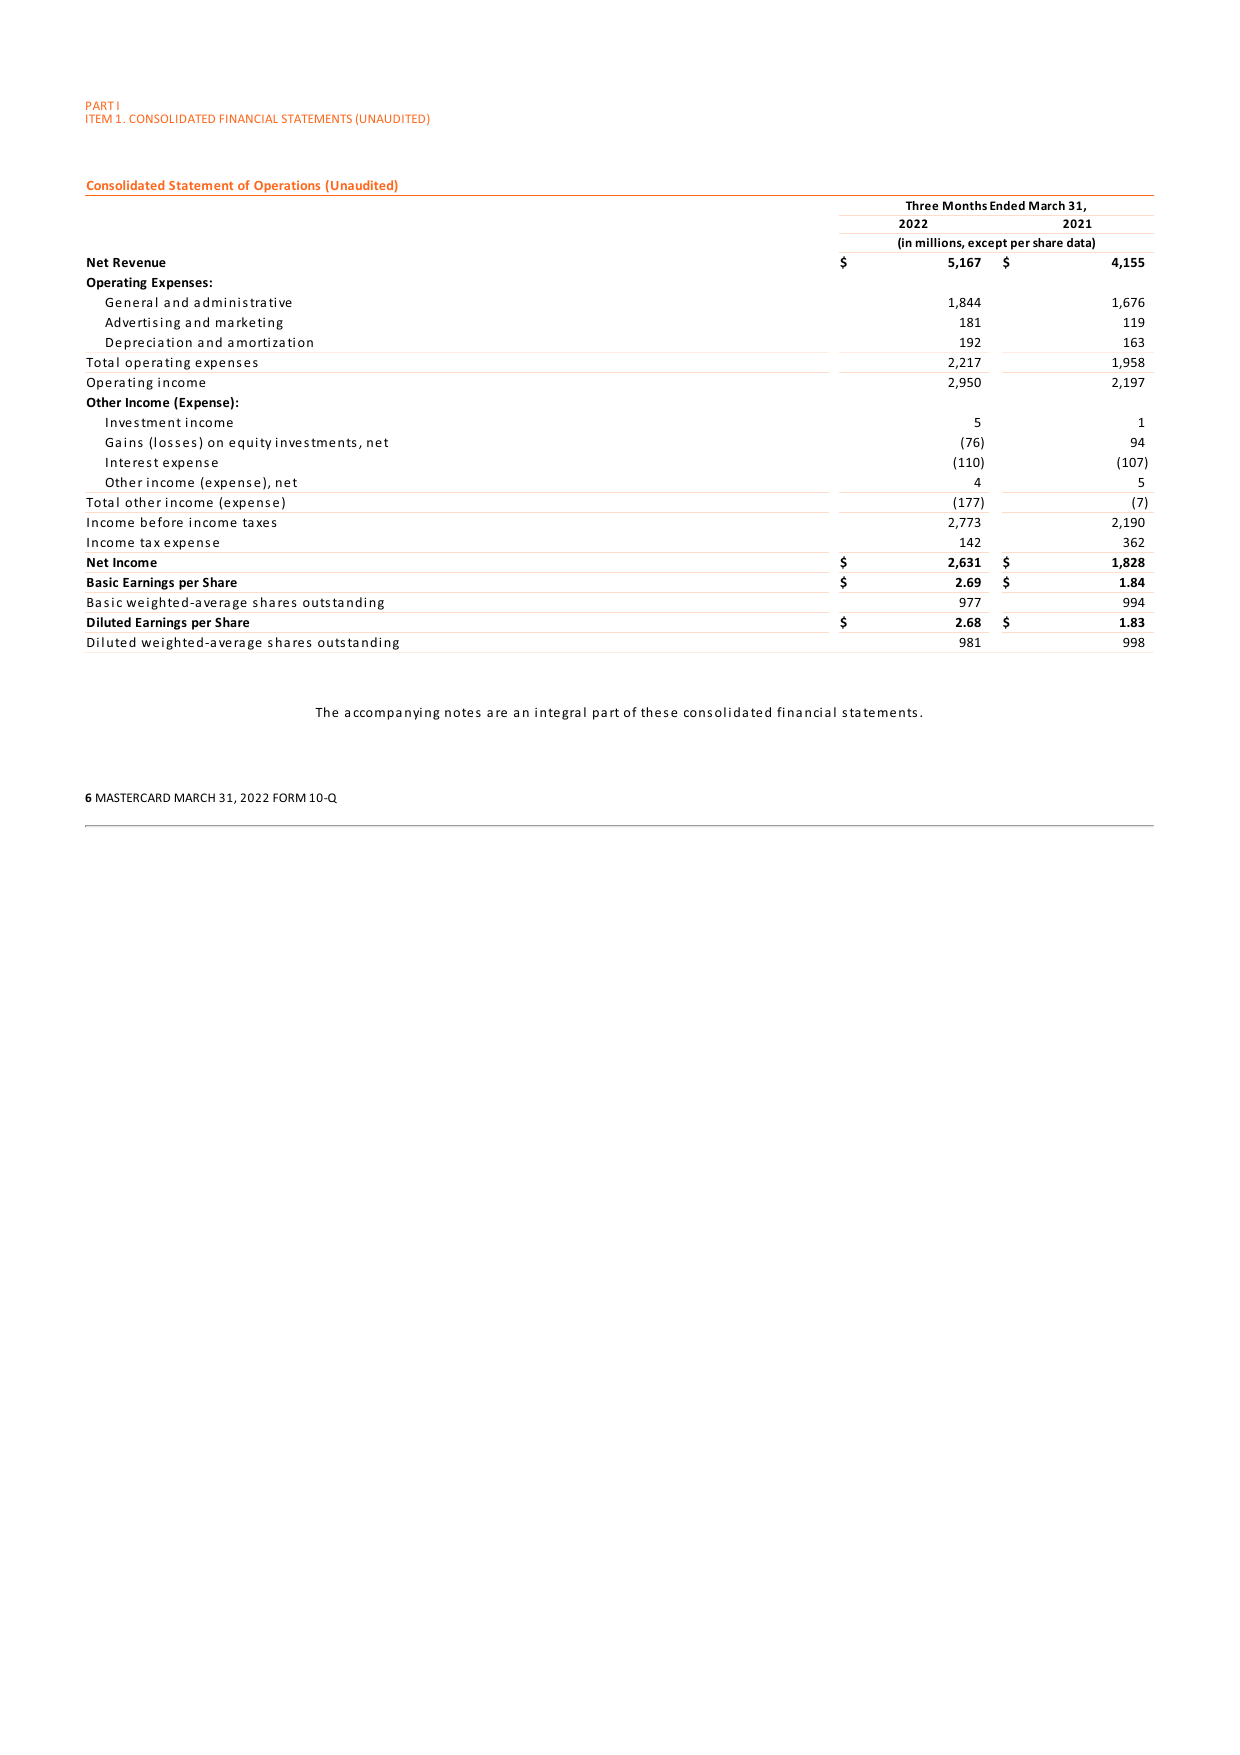 PART I
ITEM 1. CONSOLIDATED FINANCIAL STATEMENTS (UNAUDITED)
Consolidated Statement of Operations (Unaudited)
Three Months Ended March 31,
2022 2021
(in millions, except per share data)
Net Revenue $ 5,167 $ 4,155
Operating Expenses:
General and administrative 1,844 1,676
Advertising and marketing 181 119
Depreciation and amortization 192 163
Total operating expenses 2,217 1,958
Operating income 2,950 2,197
Other Income (Expense):
Investment income 5 1
Gains (losses) on equity investments, net (76) 94
Interest expense (110) (107)
Other income (expense), net 4 5
Total other income (expense) (177) (7)
Income before income taxes 2,773 2,190
Income tax expense 142 362
Net Income $ 2,631 $ 1,828
Basic Earnings per Share $ 2.69 $ 1.84
Basic weighted-average shares outstanding 977 994
Diluted Earnings per Share $ 2.68 $ 1.83
Diluted weighted-average shares outstanding 981 998
The accompanying notes are an integral part of these consolidated financial statements.
6 MASTERCARD MARCH 31, 2022 FORM 10-Q